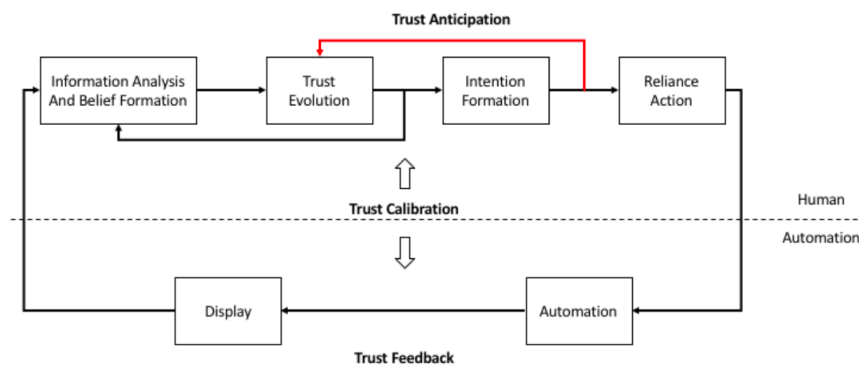 Trust Anticipation
Information Analysis
And Belief Formation
Trust
Evolution
Intention
Formation
Reliance
Action
Trust Calibration
Human
Automation
Display
Automation
Trust Feedback